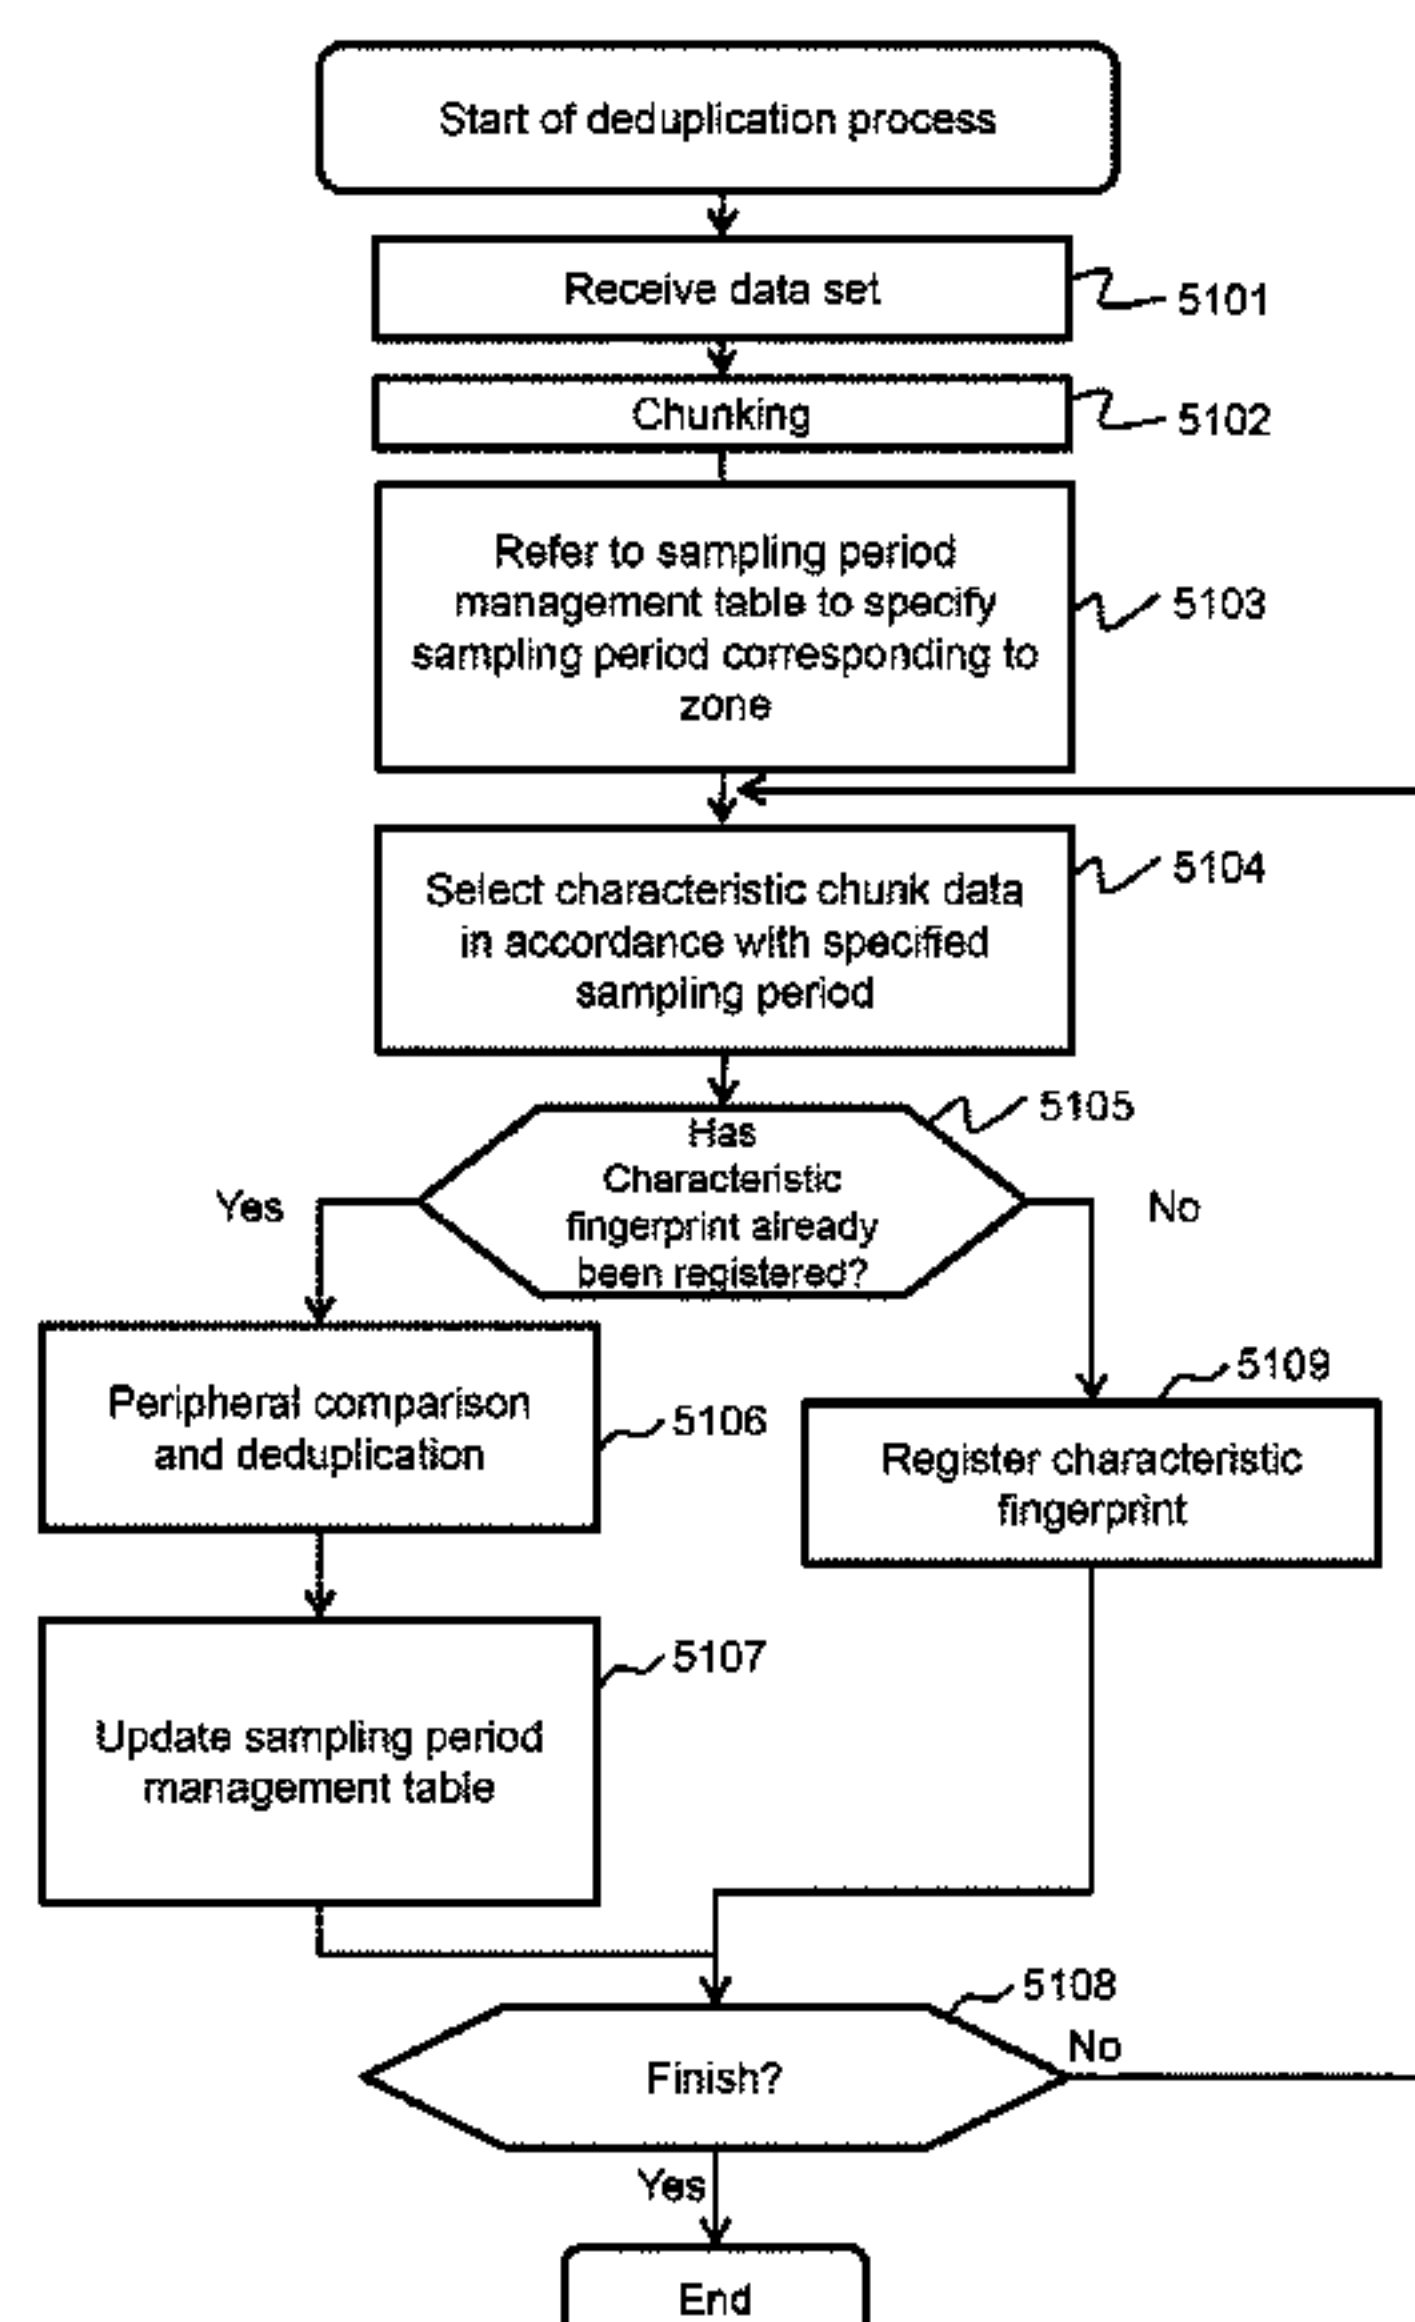 Start of deduplication process
Receive data set
5101
Chunking
5102
Refer to sampling period
management table to specify
sampling period corresponding to
zone
5103
Select characteristic chunk data
in accordance with specified
sampling period
5104
Has
Characteristic
fingerprint already
been registered?
5105
Yes
No
Peripheral comparison
and deduplication
5106
Register characteristic
fingerprint
5109
Update sampling period
management table
5107
Finish?
5108
No
Yes
End